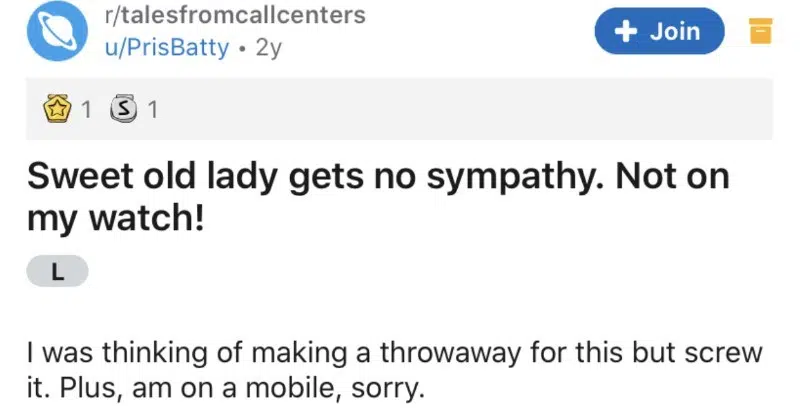 r/talesfromcallcenters
u/PrisBatty • 2y
+ Join
1 S 1
Sweet old lady gets no sympathy. Not on
my watch!
L
I was thinking of making a throwaway for this but screw
it. Plus, am on a mobile, sorry.